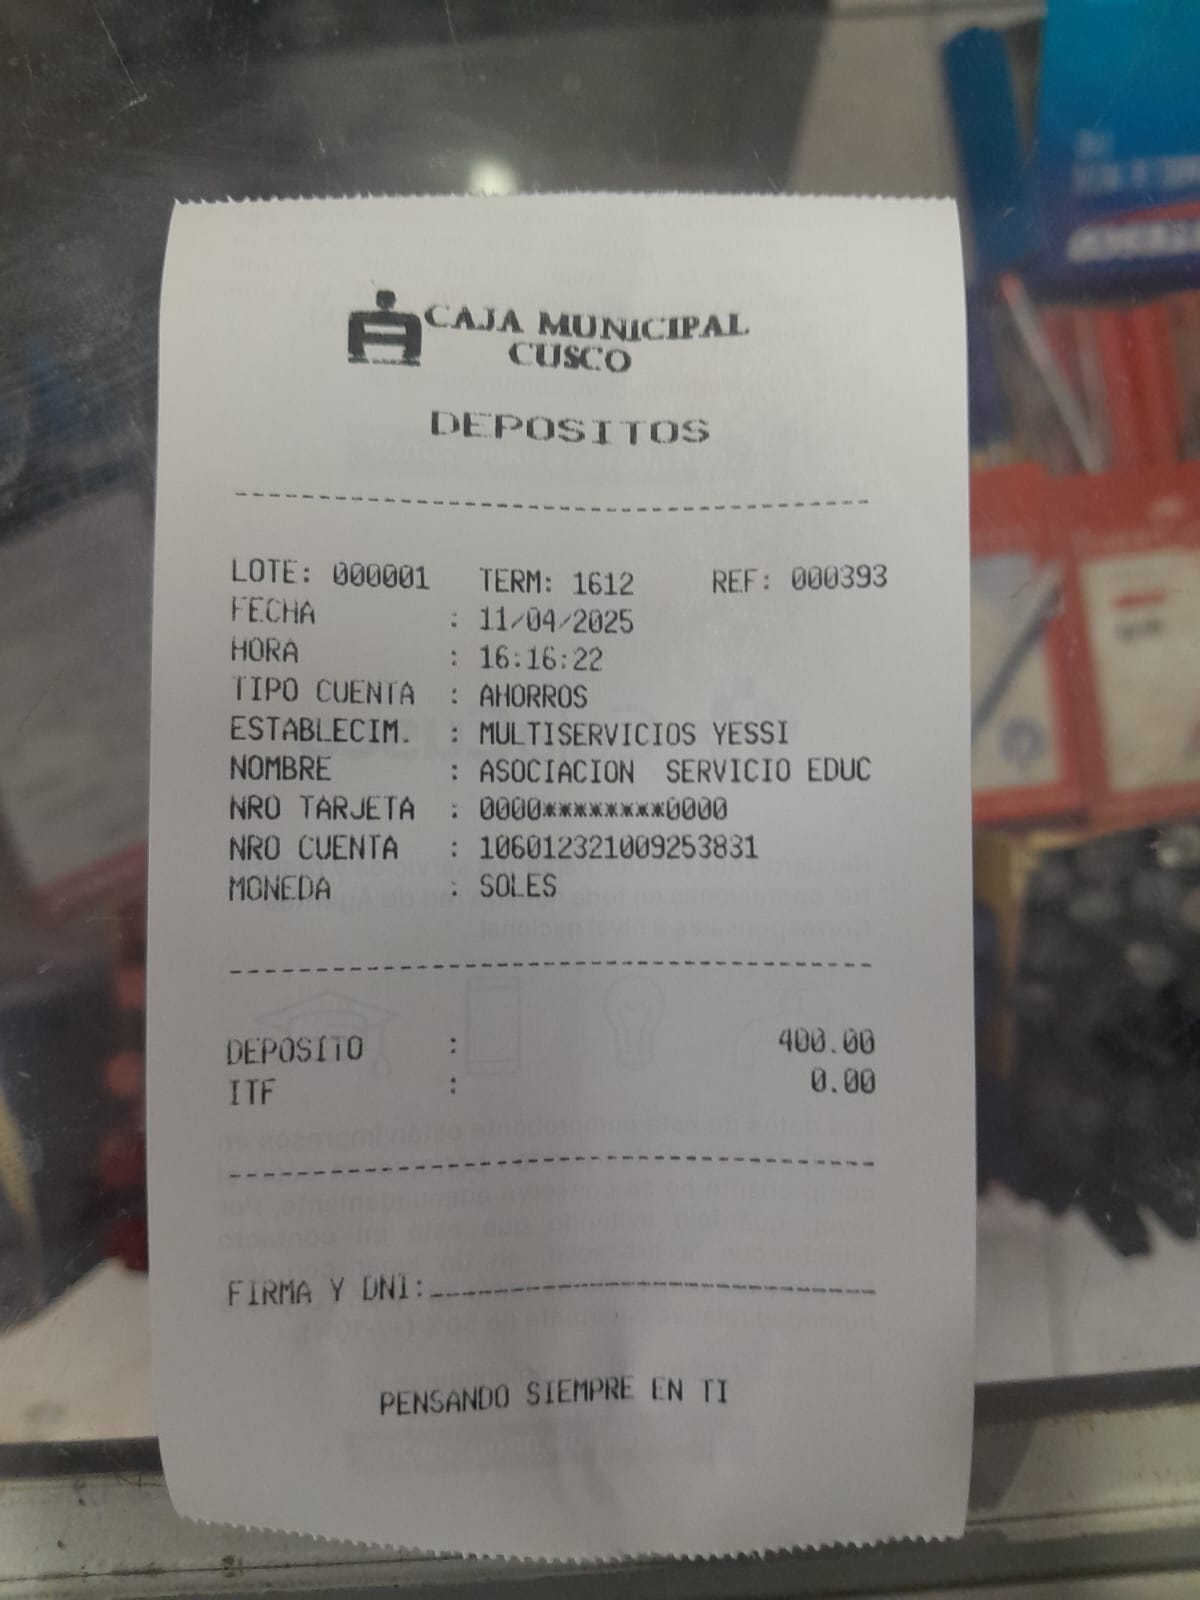 CAJA MUNICIPAL
CUSCO
DEPOSITOS
LOTE: 000001 TERM: 1612 REF: 000393
FECHA : 11/04/2025
HORA : 16:16:22
TIPO CUENTA : AHORROS
ESTABLECIM. : MULTISERVICIOS YESSI
NOMBRE : ASOCIACION SERVICIO EDUC
NRO TARJETA : 0000********0000
NRO CUENTA : 106012321009253831
MONEDA : SOLES
DEPOSITO : 400.00
ITF : 0.00
FIRMA Y DNI:
PENSANDO SIEMPRE EN TI